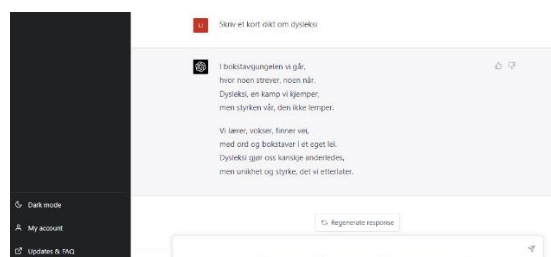 LI
Skriv et kort dikt om dysleksi
I bokstavsjungelen vi går,
hvor noen strever, noen når.
Dysleksi, en kamp vi kjemper,
men styrken vår, den ikke lemper.
Vi lærer, vokser, finner vei,
med ord og bokstaver i et eget lei.
Dysleksi gjør oss kanskje anderledes,
men unikhet og styrke, det vi etterlater.
Regenerate response
Dark mode
My account
Updates & FAQ